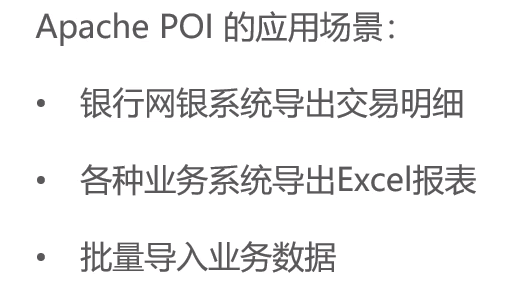 Apache POI 的应用场景：
• 银行网银系统导出交易明细
• 各种业务系统导出Excel报表
• 批量导入业务数据